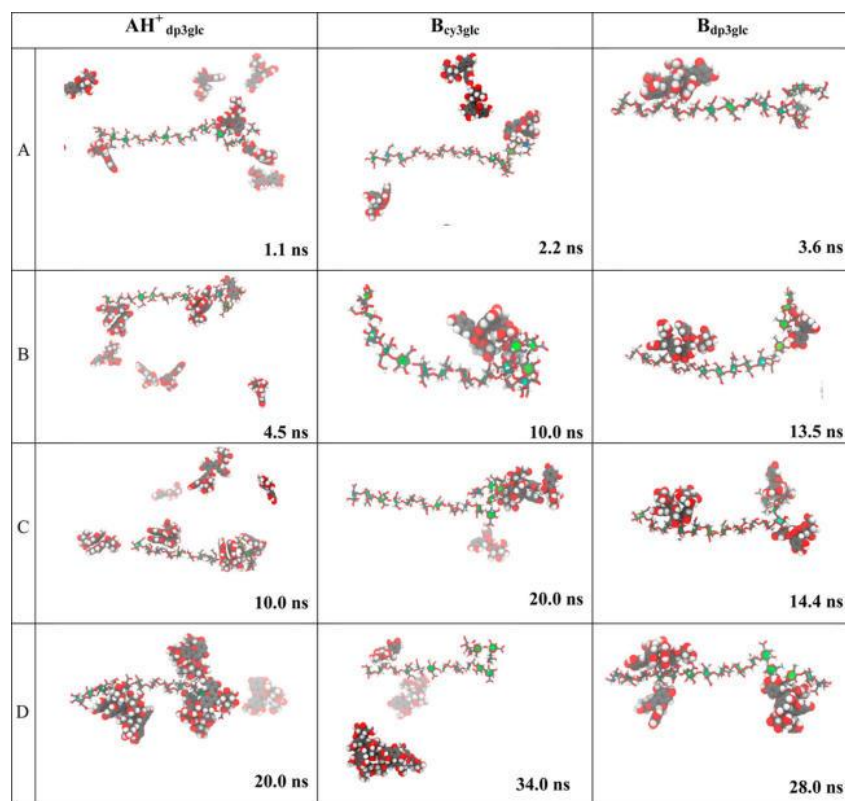 AH+ dp3glc B cy3glc B dp3glc
A 1.1 ns 2.2 ns 3.6 ns
B 4.5 ns 10.0 ns 13.5 ns
C 10.0 ns 20.0 ns 14.4 ns
D 20.0 ns 34.0 ns 28.0 ns